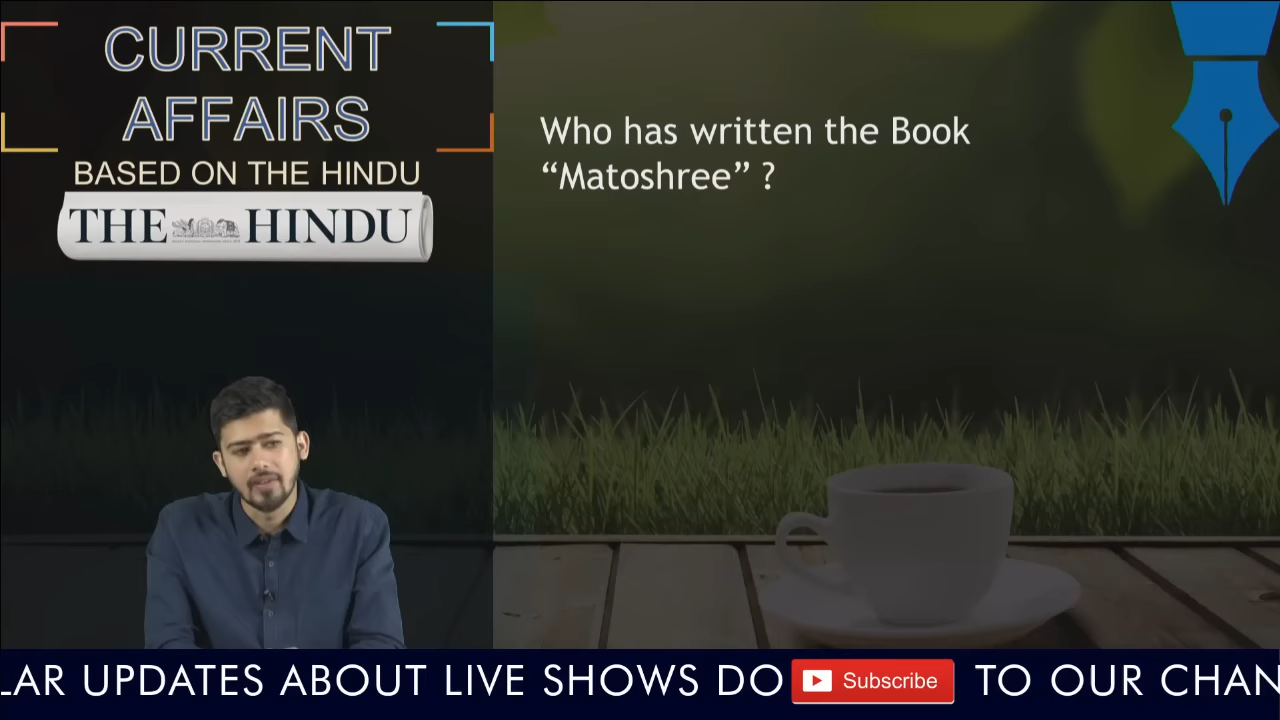 CURRENT
AFFAIRS
BASED ON THE HINDU
THE HINDU
Who has written the Book
“Matoshree” ?
LAR UPDATES ABOUT LIVE SHOWS DO Subscribe TO OUR CHAN